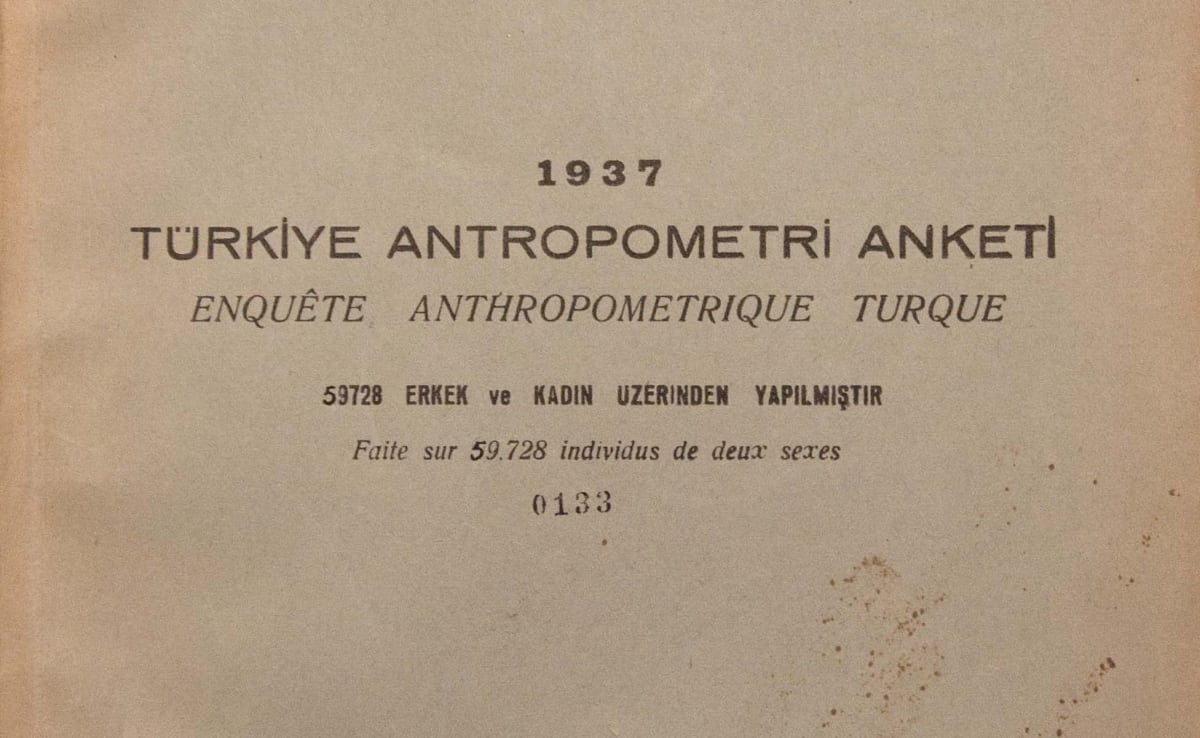 1937
TÜRKİYE ANTROPOMETRİ ANKETİ
ENQUÊTE ANTHROPOMETRIQUE TURQUE
59728 ERKEK ve KADIN UZERINDEN YAPILMIŞTIR
Faite sur 59.728 individus de deux sexes
0133